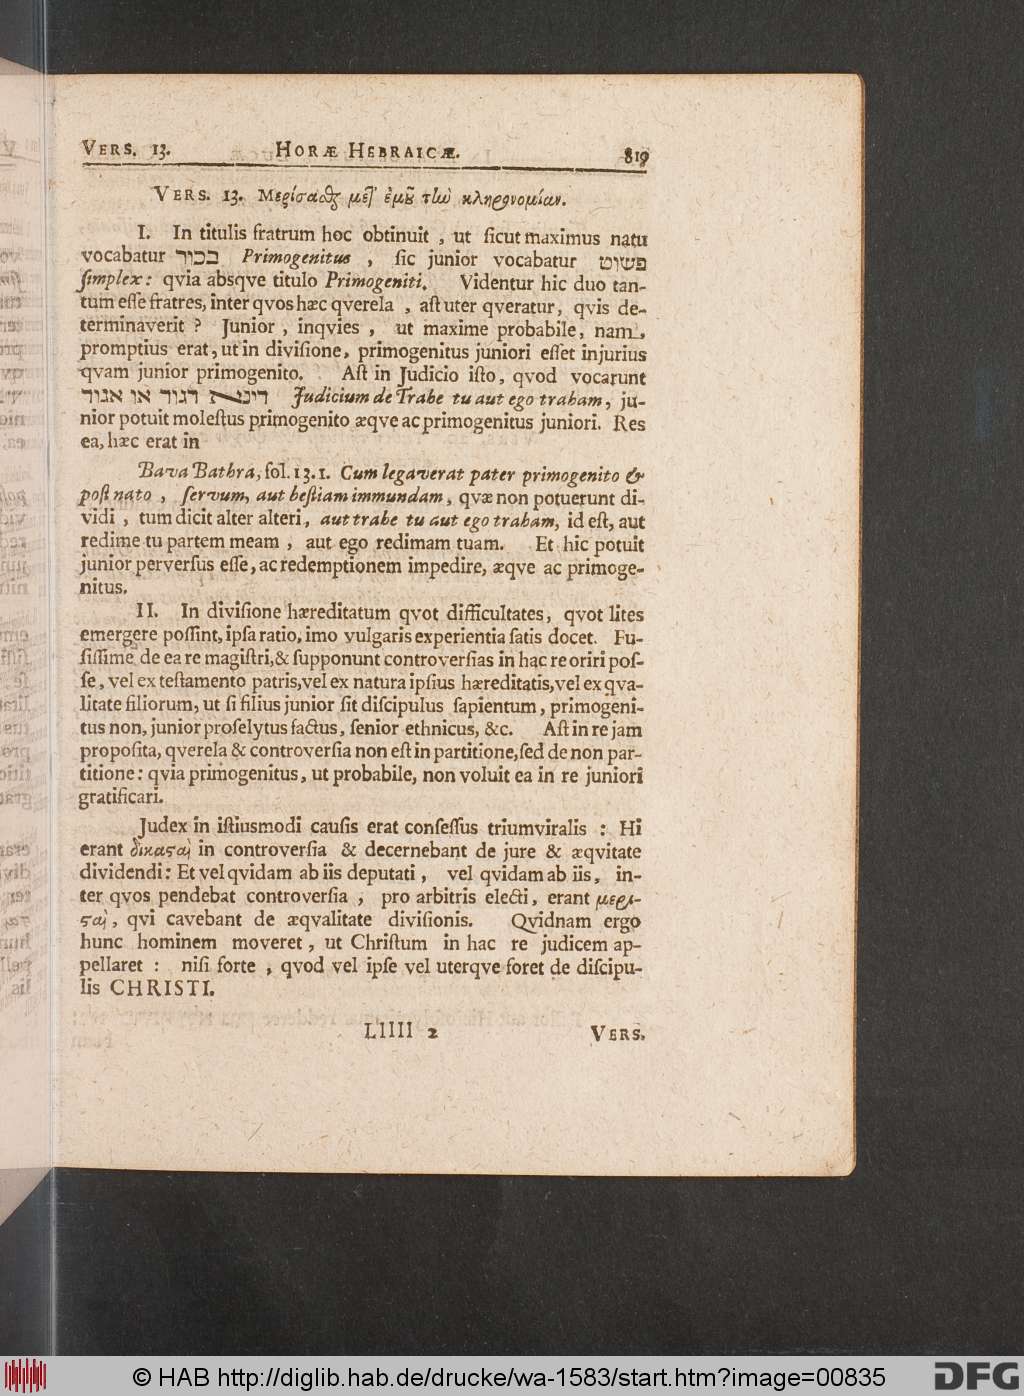 VERS. 13. HORÆ HEBRAICÆ. 819
VERS. 13. Μερίσαϑς μετ' ἐμοῦ τὼ κληρονομίαν.
I. In titulis fratrum hoc obtinuit , ut ſicut maximus natu
vocabatur בכור Primogenitus , ſic junior vocabatur פשוט
ſimplex: qvia absqve titulo Primogeniti. Videntur hic duo tan-
tum eſſe fratres, inter qvos hæc qverela , aſt uter qveratur, qvis de-
terminaverit ? Junior , inqvies , ut maxime probabile, nam
promptius erat, ut in diviſione, primogenitus juniori eſſet injurius
qvam junior primogenito. Aſt in Judicio iſto, qvod vocarunt
דינא דגוד או אגוד Judicium de Trabe tu aut ego traham, ju-
nior potuit moleſtus primogenito æqve ac primogenitus juniori. Res
ea, hæc erat in
Bava Bathra, fol. 13. 1. Cum legaverat pater primogenito &
poſt nato , ſervum, aut beſtiam immundam, qvæ non potuerunt di-
vidi , tum dicit alter alteri, aut trabe tu aut ego traham, id eſt, aut
redime tu partem meam , aut ego redimam tuam. Et hic potuit
junior perverſus eſſe, ac redemptionem impedire, æqve ac primoge-
nitus.
II. In diviſione hæreditatum qvot difficultates, qvot lites
emergere poſſint, ipſa ratio, imo vulgaris experientia ſatis docet. Fu-
ſiſſime de ea re magiſtri, & ſupponunt controverſias in hac re oriri poſ-
ſe, vel ex teſtamento patris, vel ex natura ipſius hæreditatis, vel ex qva-
litate filiorum, ut ſi filius junior ſit diſcipulus ſapientum, primogeni-
tus non, junior proſelytus factus, ſenior ethnicus, &c. Aſt in re jam
propoſita, qverela & controverſia non eſt in partitione, ſed de non par-
titione: qvia primogenitus, ut probabile, non voluit ea in re juniori
gratificari.
Judex in iſtiusmodi cauſis erat conſeſſus triumviralis : Hi
erant δικαςαὶ in controverſia & decernebant de jure & æqvitate
dividendi: Et vel qvidam ab iis deputati, vel qvidam ab iis, in-
ter qvos pendebat controverſia , pro arbitris electi, erant μερι-
ςαὶ, qvi cavebant de æqvalitate diviſionis. Qvidnam ergo
hunc hominem moveret, ut Chriſtum in hac re judicem ap-
pellaret : niſi forte , qvod vel ipſe vel uterqve foret de diſcipu-
lis CHRISTI.
Lllll 2 VERS.
© HAB http://diglib.hab.de/drucke/wa-1583/start.htm?image=00835 DFG